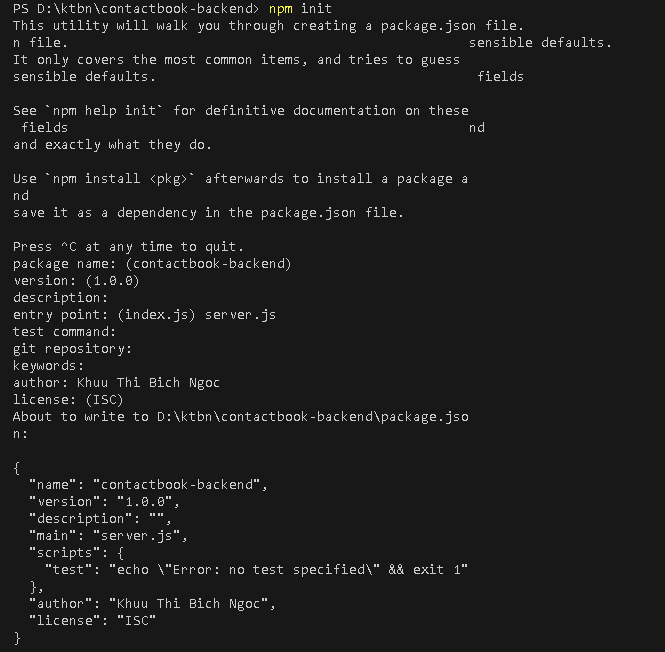 PS D:\ktbn\contactbook-backend> npm init
This utility will walk you through creating a package.json file.
n file. sensible defaults.
It only covers the most common items, and tries to guess
sensible defaults. fields

See `npm help init` for definitive documentation on these
 fields nd
and exactly what they do.

Use `npm install <pkg>` afterwards to install a package a
nd
save it as a dependency in the package.json file.

Press ^C at any time to quit.
package name: (contactbook-backend)
version: (1.0.0)
description:
entry point: (index.js) server.js
test command:
git repository:
keywords:
author: Khuu Thi Bich Ngoc
license: (ISC)
About to write to D:\ktbn\contactbook-backend\package.jso
n:

{
  "name": "contactbook-backend",
  "version": "1.0.0",
  "description": "",
  "main": "server.js",
  "scripts": {
    "test": "echo \"Error: no test specified\" && exit 1"
  },
  "author": "Khuu Thi Bich Ngoc",
  "license": "ISC"
}